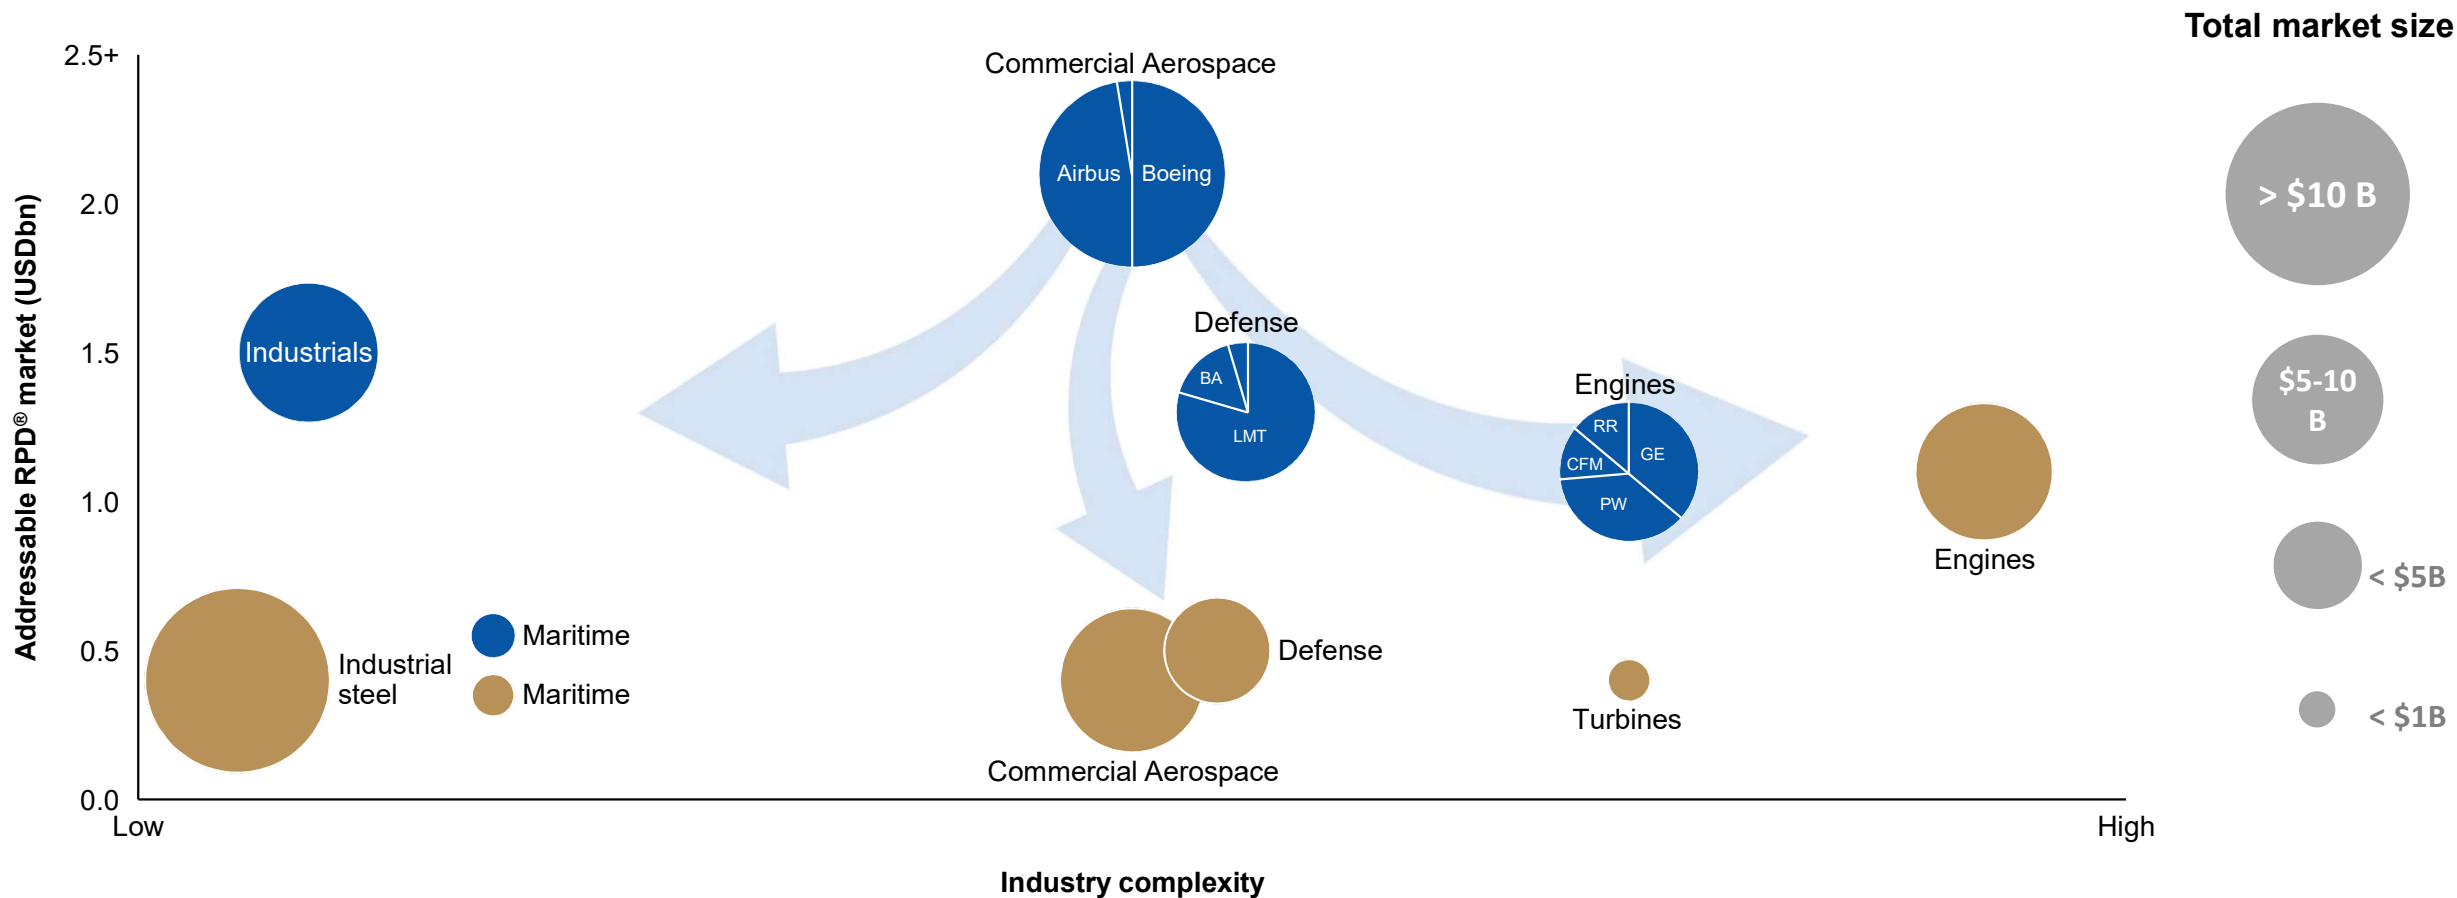 Total market size
2.5+
Commercial Aerospace
> $10 B
Airbus
Boeing
2.0
Addressable RPD® market (USDbn)
Defense
Industrials
1.5
BA
LMT
Engines
RR
GE
CFM
PW
$5-10
B
1.0
Engines
< $5B
Maritime
0.5
Industrial
steel
Defense
Maritime
Turbines
< $1B
Commercial Aerospace
0.0
Low
High
Industry complexity